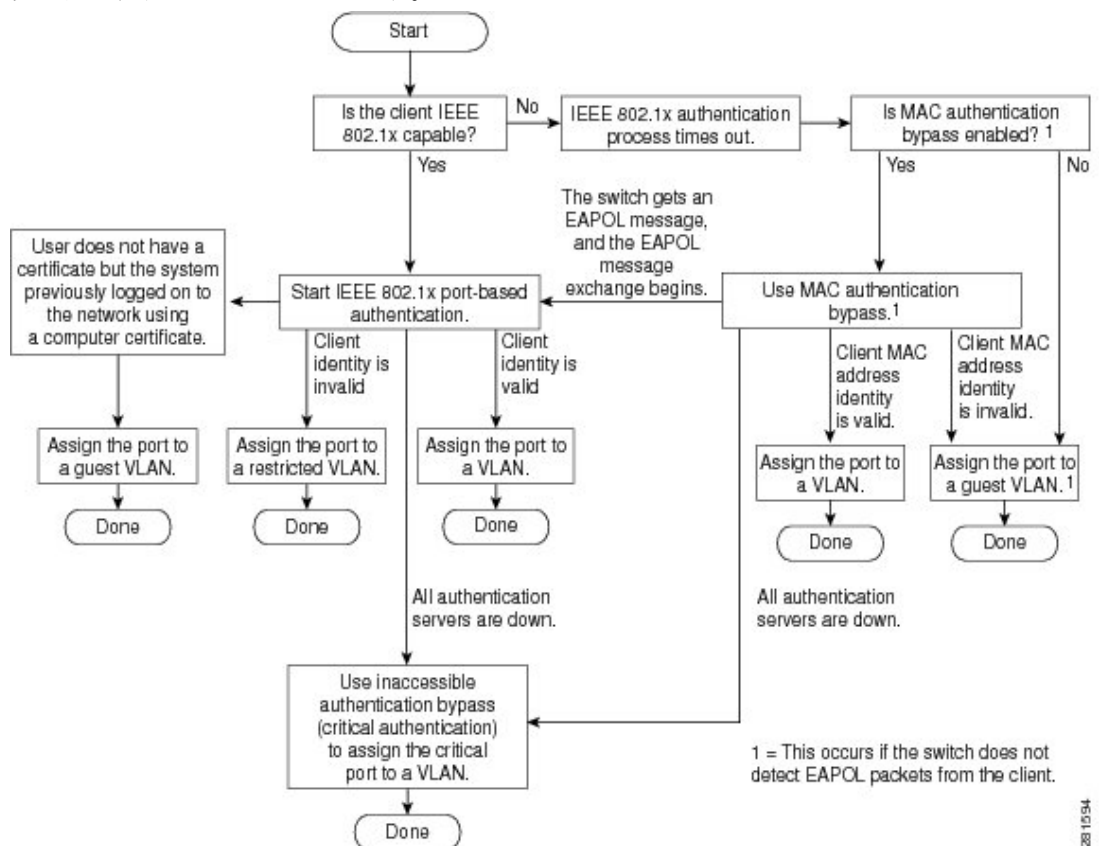 Start
Is the client IEEE
802.1x capable?
No
IEEE 802.1x authentication
process times out.
Is MAC authentication
bypass enabled? 1
Yes
Yes
No
The switch gets an
EAPOL message,
and the EAPOL
message
exchange begins.
User does not have a
certificate but the system
previously logged on to
the network using
a computer certificate.
Start IEEE 802.1x port-based
authentication.
Use MAC authentication
bypass.1
Client
identity is
invalid
Client
identity is
valid
Client MAC
address
identity
is valid.
Client MAC
address
identity
is invalid.
Assign the port to
a guest VLAN.
Assign the port to
a restricted VLAN.
Assign the port to
a VLAN.
Assign the port to
a VLAN.
Assign the port to
a guest VLAN.1
Done
Done
Done
Done
Done
All authentication
servers are down.
All authentication
servers are down.
Use inaccessible
authentication bypass
(critical authentication)
to assign the critical
port to a VLAN.
1 = This occurs if the switch does not
detect EAPOL packets from the client.
Done
281594